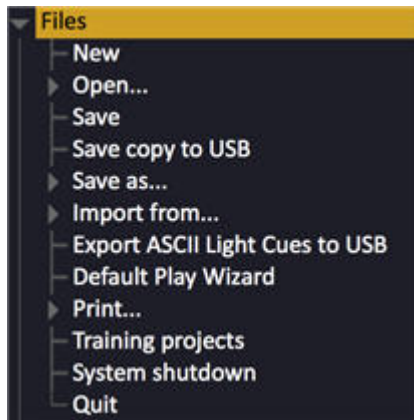 Files
New
Open...
Save
Save copy to USB
Save as...
Import from...
Export ASCII Light Cues to USB
Default Play Wizard
Print...
Training projects
System shutdown
Quit